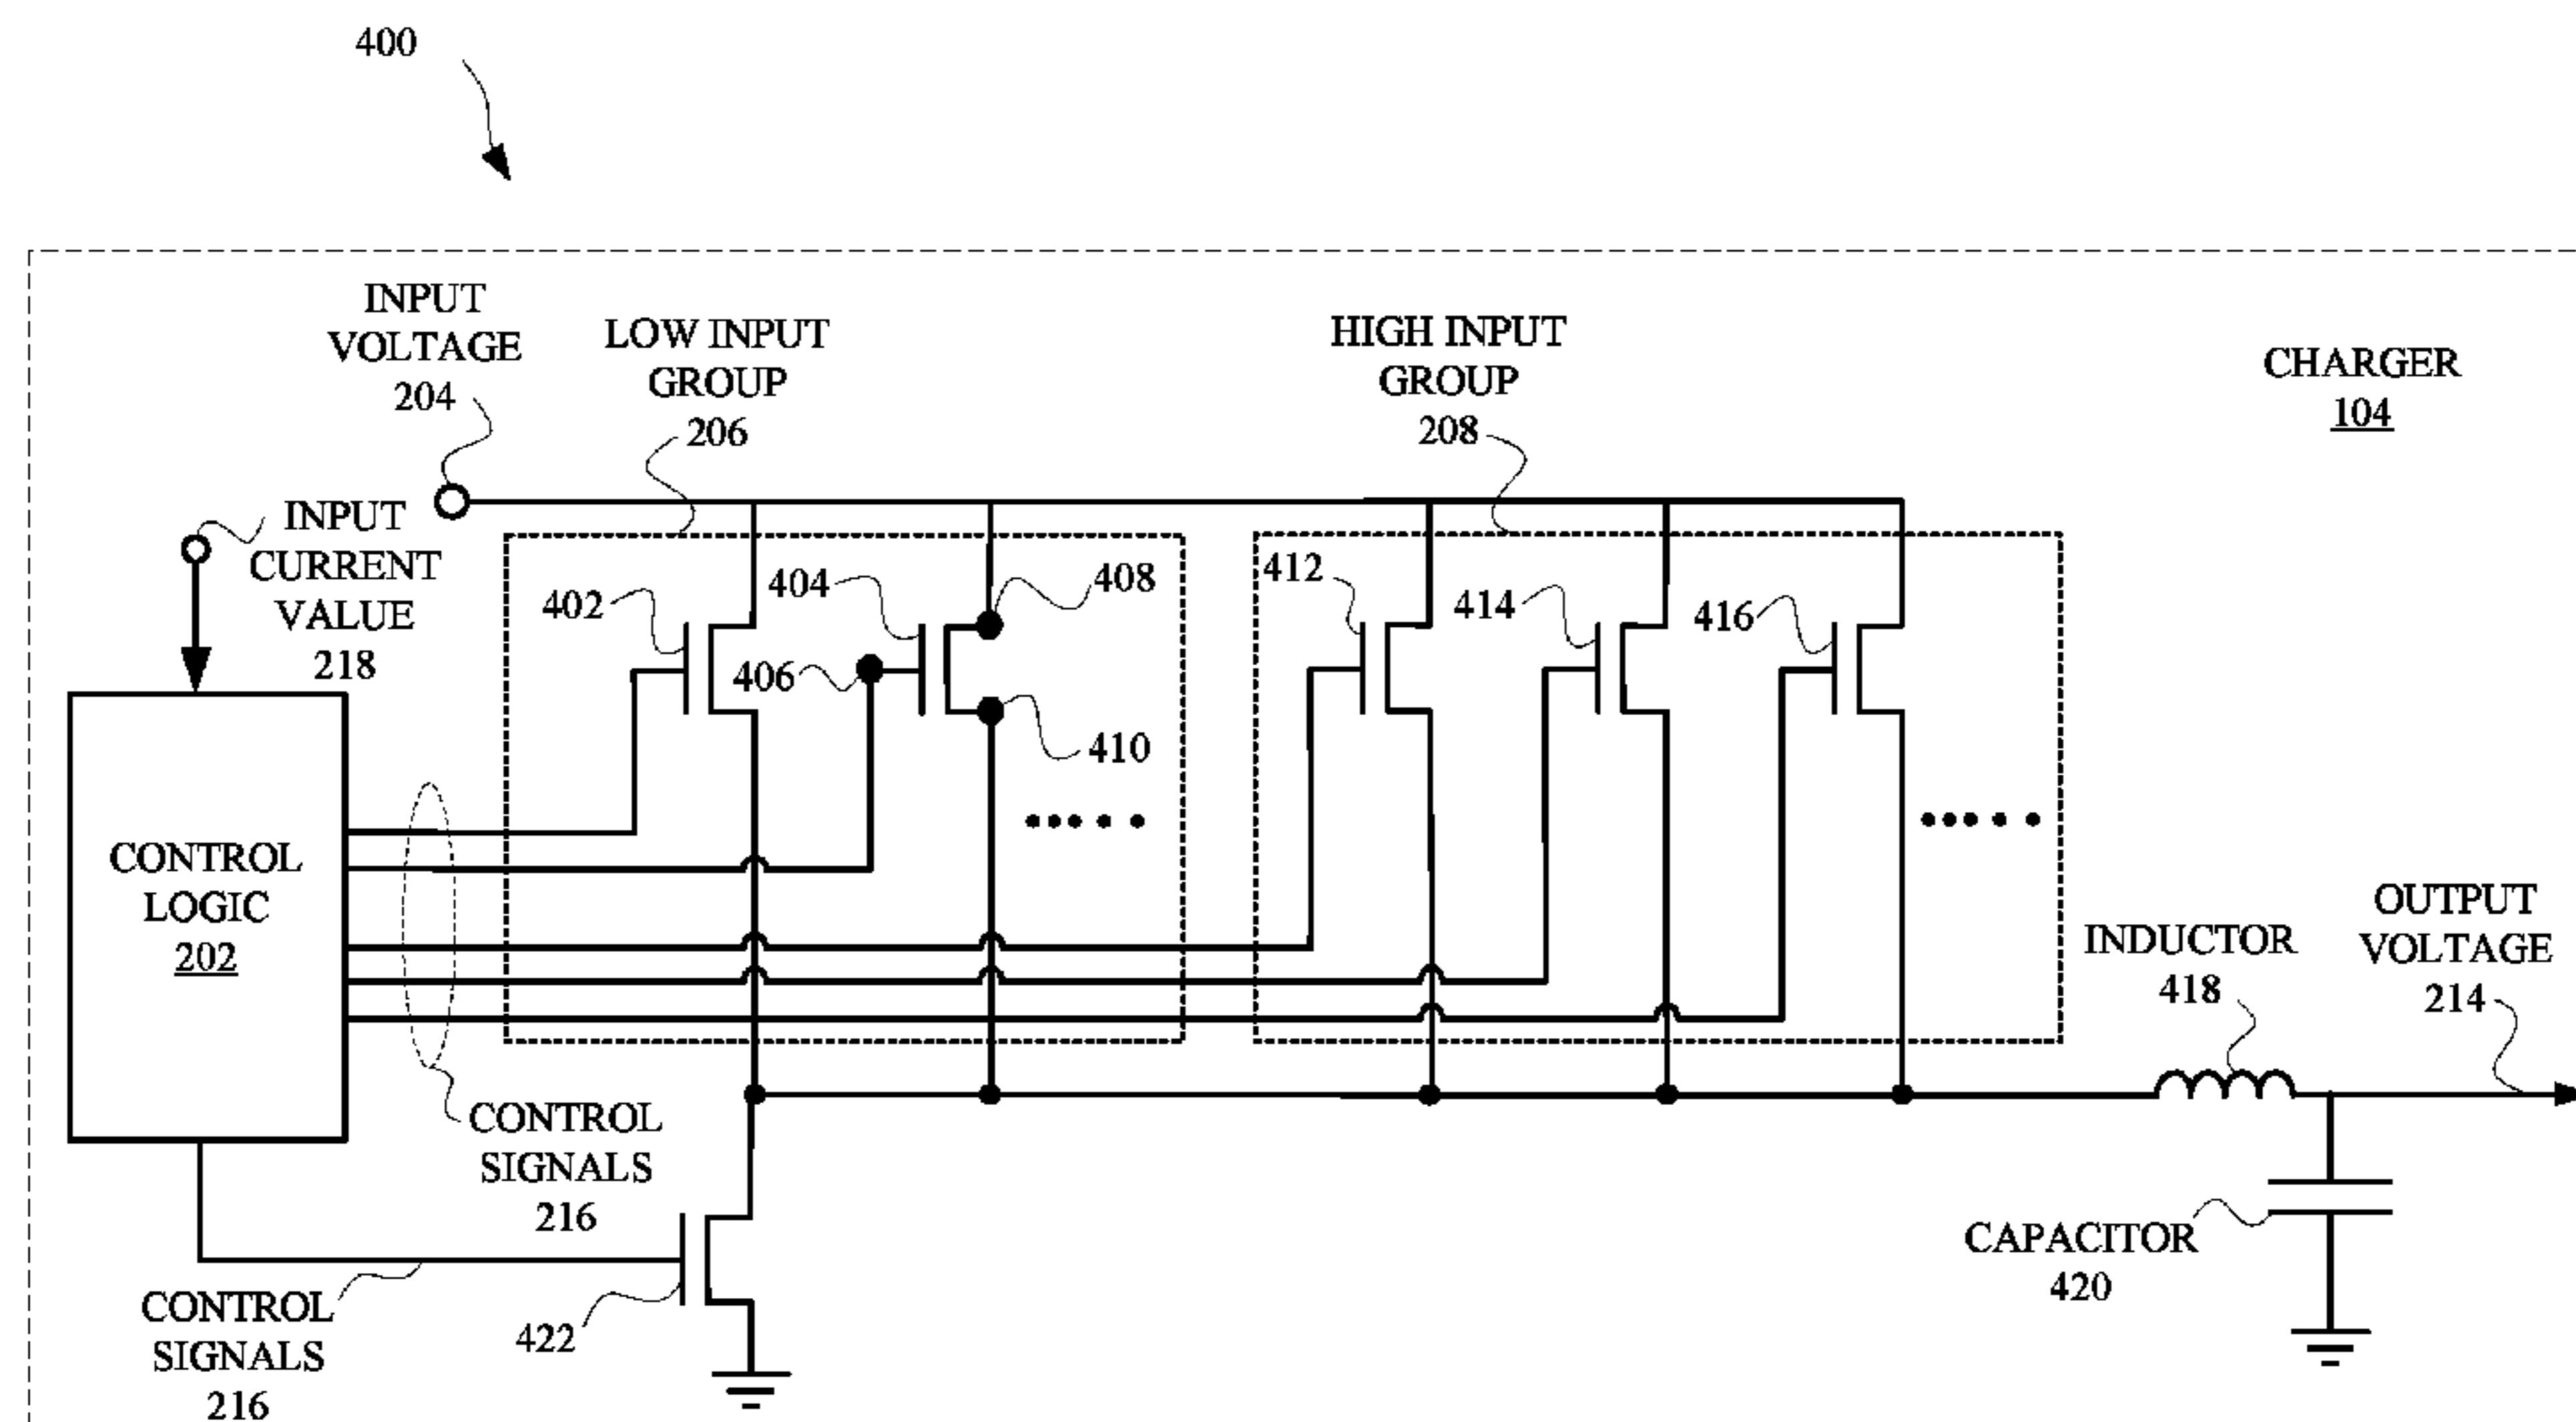 400
INPUT
VOLTAGE
204
LOW INPUT
GROUP
206
HIGH INPUT
GROUP
208
CHARGER
104
INPUT
CURRENT
VALUE
218
402
404
406
408
410
412
414
416
CONTROL
LOGIC
202
CONTROL
SIGNALS
216
INDUCTOR
418
OUTPUT
VOLTAGE
214
CAPACITOR
420
CONTROL
SIGNALS
216
422